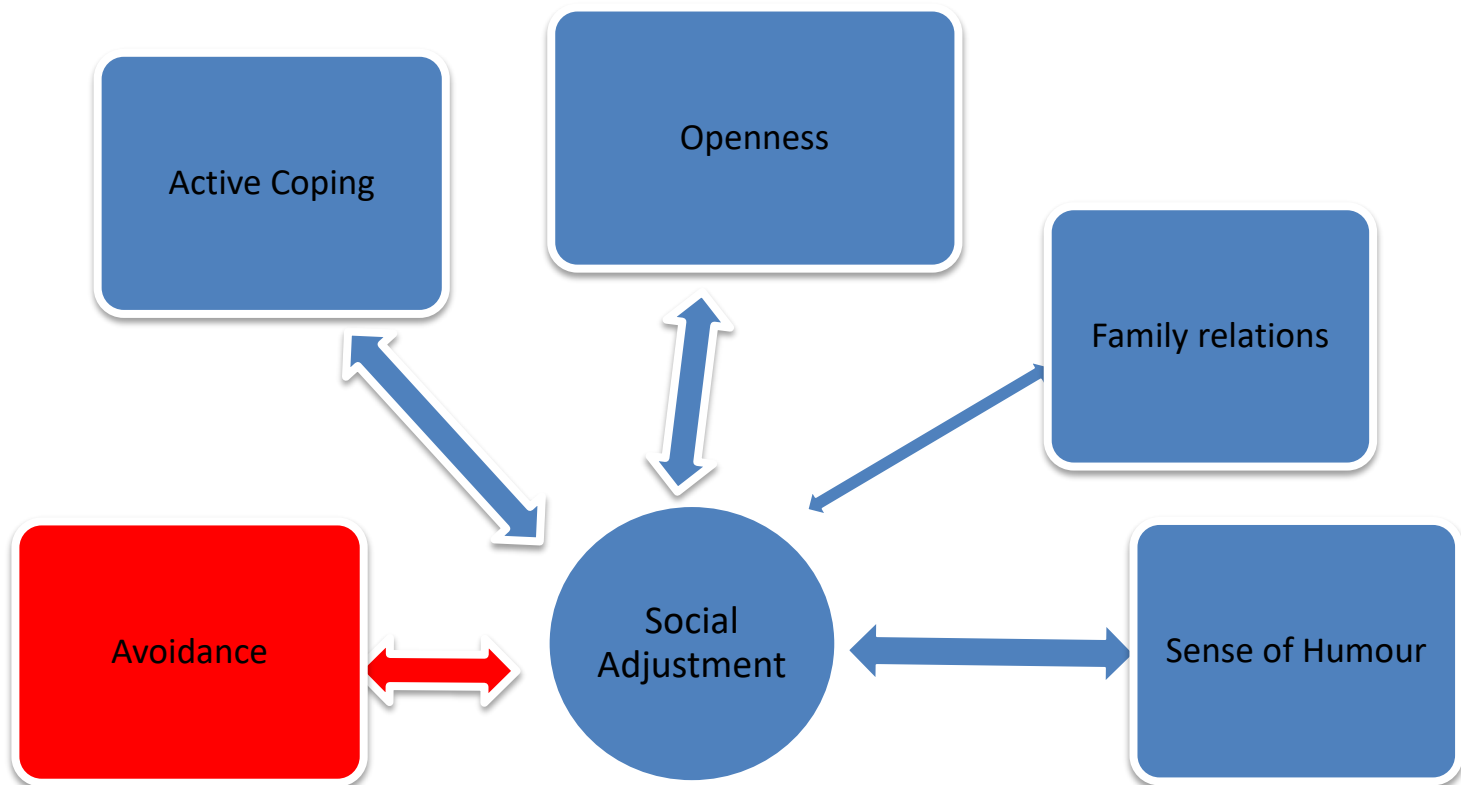 Openness
Active Coping
Family relations
Social
Adjustment
Avoidance
Sense of Humour